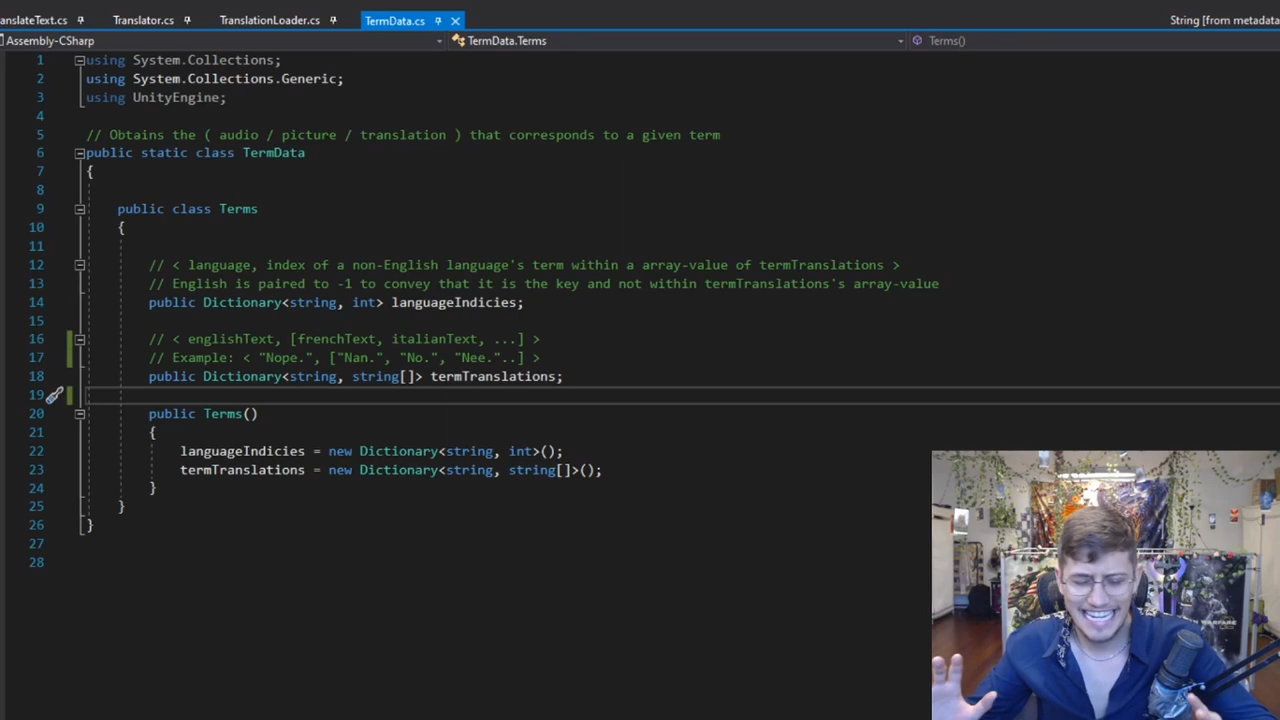 anslateText.cs Translator.cs TranslationLoader.cs TermData.cs String [from metadata
Assembly-CSharp TermData.Terms Terms()
1 using System.Collections;
2 using System.Collections.Generic;
3 using UnityEngine;
4
5 // Obtains the ( audio / picture / translation ) that corresponds to a given term
6 public static class TermData
7 {
8
9 public class Terms
10 {
11
12 // < language, index of a non-English language's term within a array-value of termTranslations >
13 // English is paired to -1 to convey that it is the key and not within termTranslations's array-value
14 public Dictionary<string, int> languageIndicies;
15
16 // < englishText, [frenchText, italianText, ...] >
17 // Example: < "Nope.", ["Nan.", "No.", "Nee."..] >
18 public Dictionary<string, string[]> termTranslations;
19
20 public Terms()
21 {
22 languageIndicies = new Dictionary<string, int>();
23 termTranslations = new Dictionary<string, string[]>();
24 }
25 }
26 }
27
28